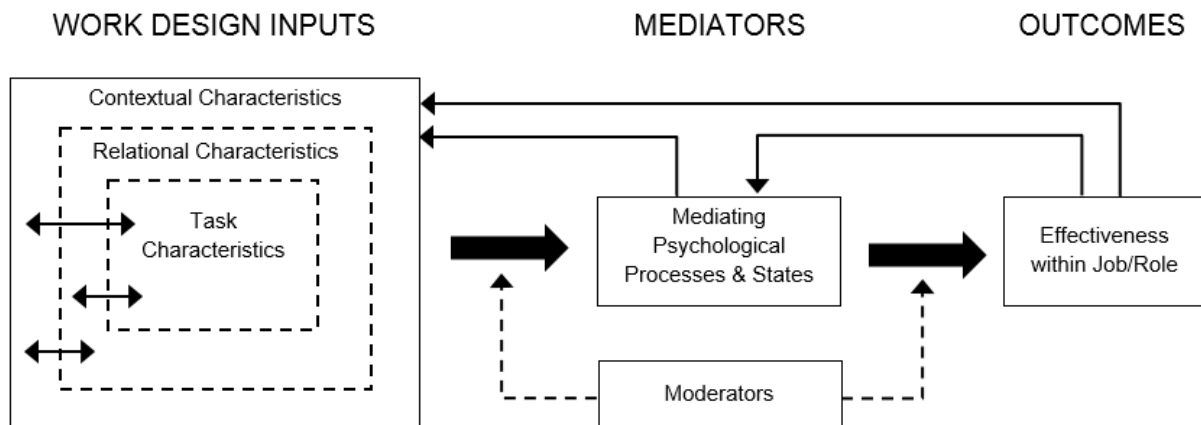 WORK DESIGN INPUTS
MEDIATORS
OUTCOMES
Contextual Characteristics
Relational Characteristics
Task
Characteristics
Mediating
Psychological
Processes & States
Effectiveness
within Job/Role
Moderators